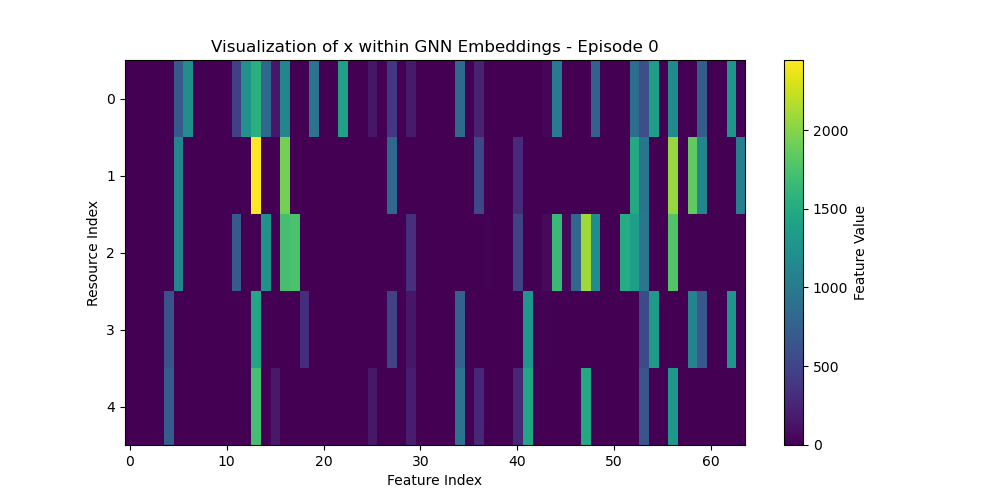 Visualization of x within GNN Embeddings - Episode 0
Resource Index
0
1
2
3
4
0 10 20 30 40 50 60
Feature Index
2000
1500
1000
500
0
Feature Value